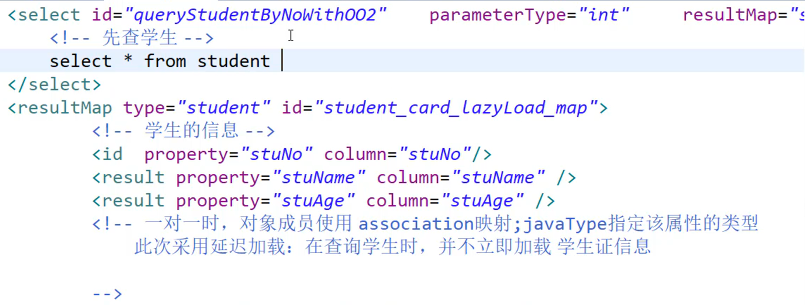 <select id="queryStudentByNoWithOO2" parameterType="int" resultMap="s
<!-- 先查学生 -->
select * from student
</select>
<resultMap type="student" id="student_card_lazyLoad_map">
<!-- 学生的信息 -->
<id property="stuNo" column="stuNo"/>
<result property="stuName" column="stuName" />
<result property="stuAge" column="stuAge" />
<!-- 一对一时，对象成员使用 association映射;javaType指定该属性的类型
此次采用延迟加载：在查询学生时，并不立即加载 学生证信息
-->